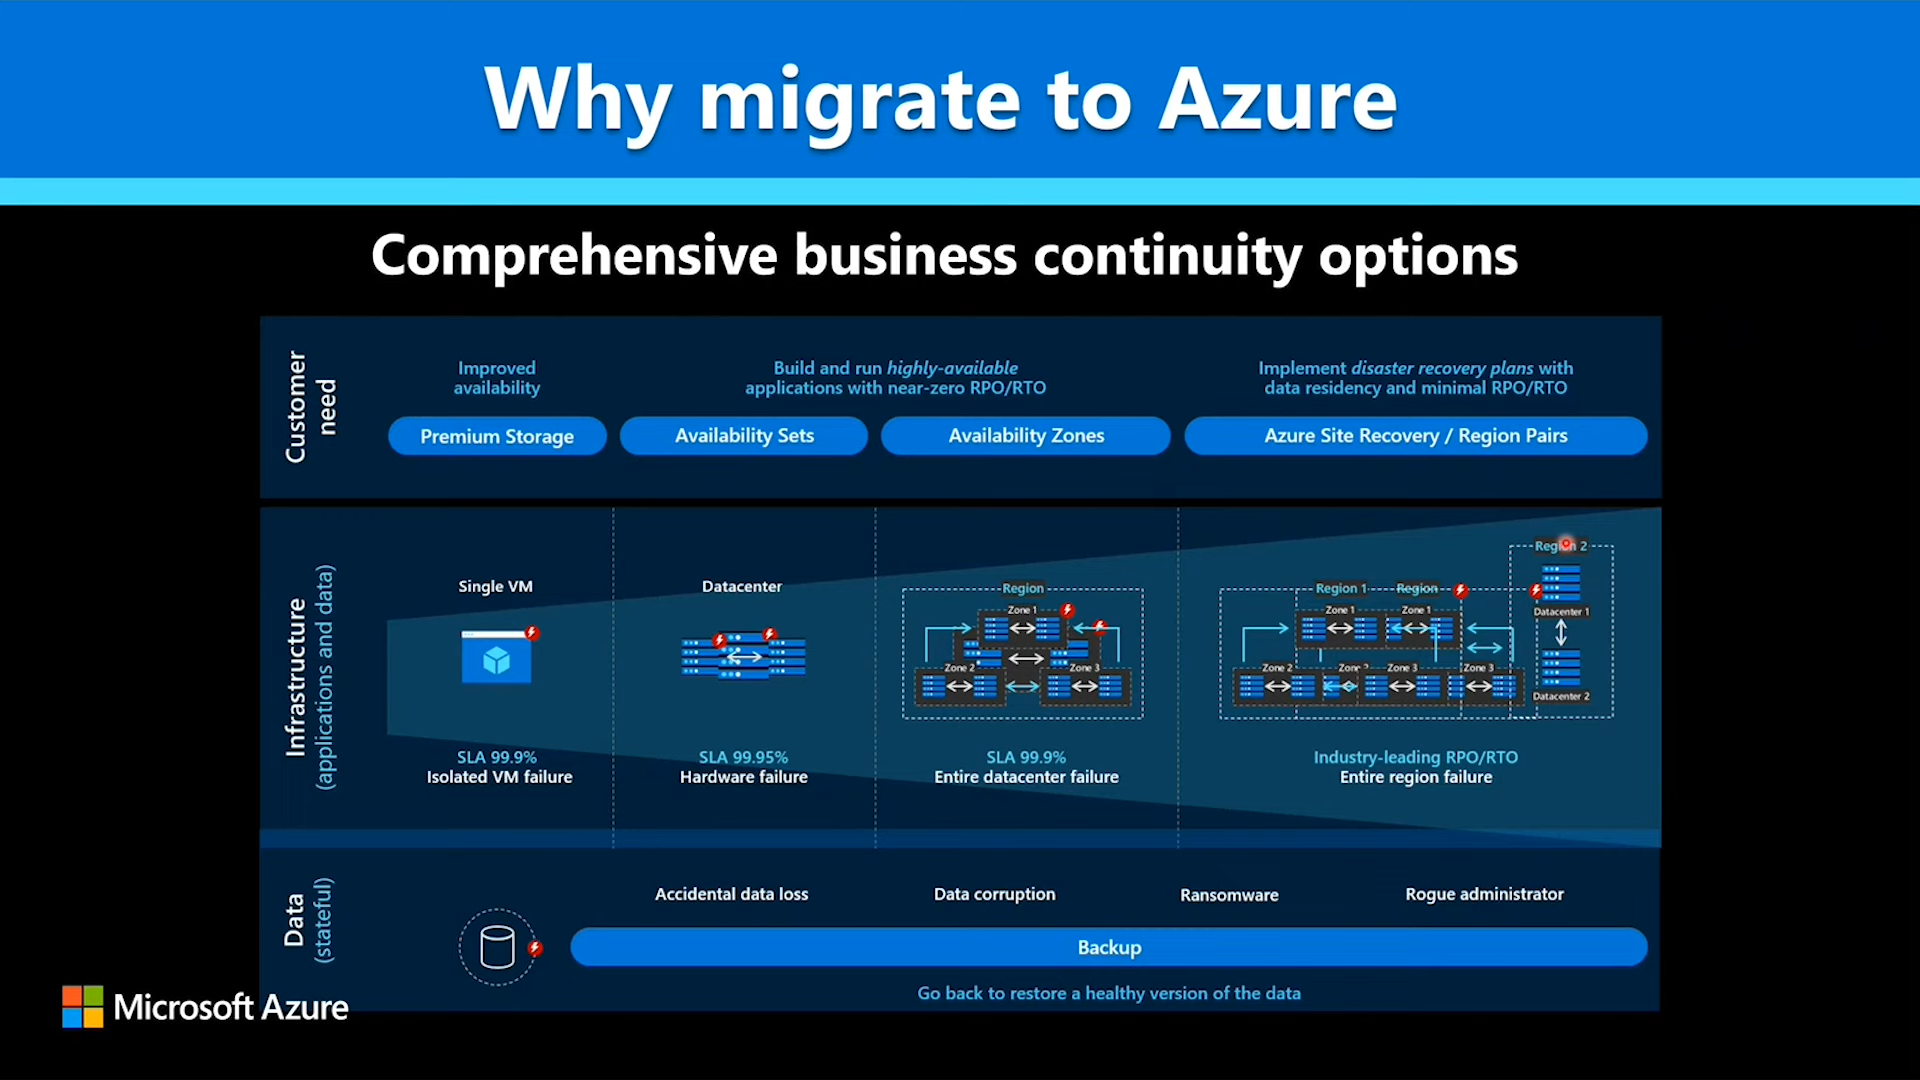 Why migrate to Azure
Comprehensive business continuity options
Customer
need
Improved
availability
Build and run highly-available
applications with near-zero RPO/RTO
Implement disaster recovery plans with
data residency and minimal RPO/RTO
Premium Storage
Availability Sets
Availability Zones
Azure Site Recovery / Region Pairs
Infrastructure
(applications and data)
Single VM
Datacenter
Region
Zone 1
Zone 2
Zone 3
Region 1
Region
Zone 1
Zone 1
Zone 2
Zone 3
Zone 3
Region 2
Datacenter 1
Datacenter 2
SLA 99.9%
Isolated VM failure
SLA 99.95%
Hardware failure
SLA 99.9%
Entire datacenter failure
Industry-leading RPO/RTO
Entire region failure
Data
(stateful)
Accidental data loss
Data corruption
Ransomware
Rogue administrator
Backup
Go back to restore a healthy version of the data
Microsoft Azure